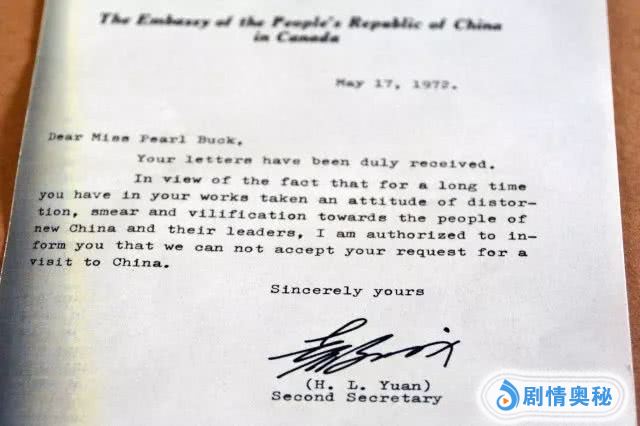 The Embassy of the People's Republic of China
in Canada
May 17, 1972.
Dear Miss Pearl Buck,
Your letters have been duly received.
In view of the fact that for a long time
you have in your works taken an attitude of distor-
tion, smear and vilification towards the people of
new China and their leaders, I am authorized to in-
form you that we can not accept your request for a
visit to China.
Sincerely yours
(H. L. Yuan)
Second Secretary
剧情奥秘